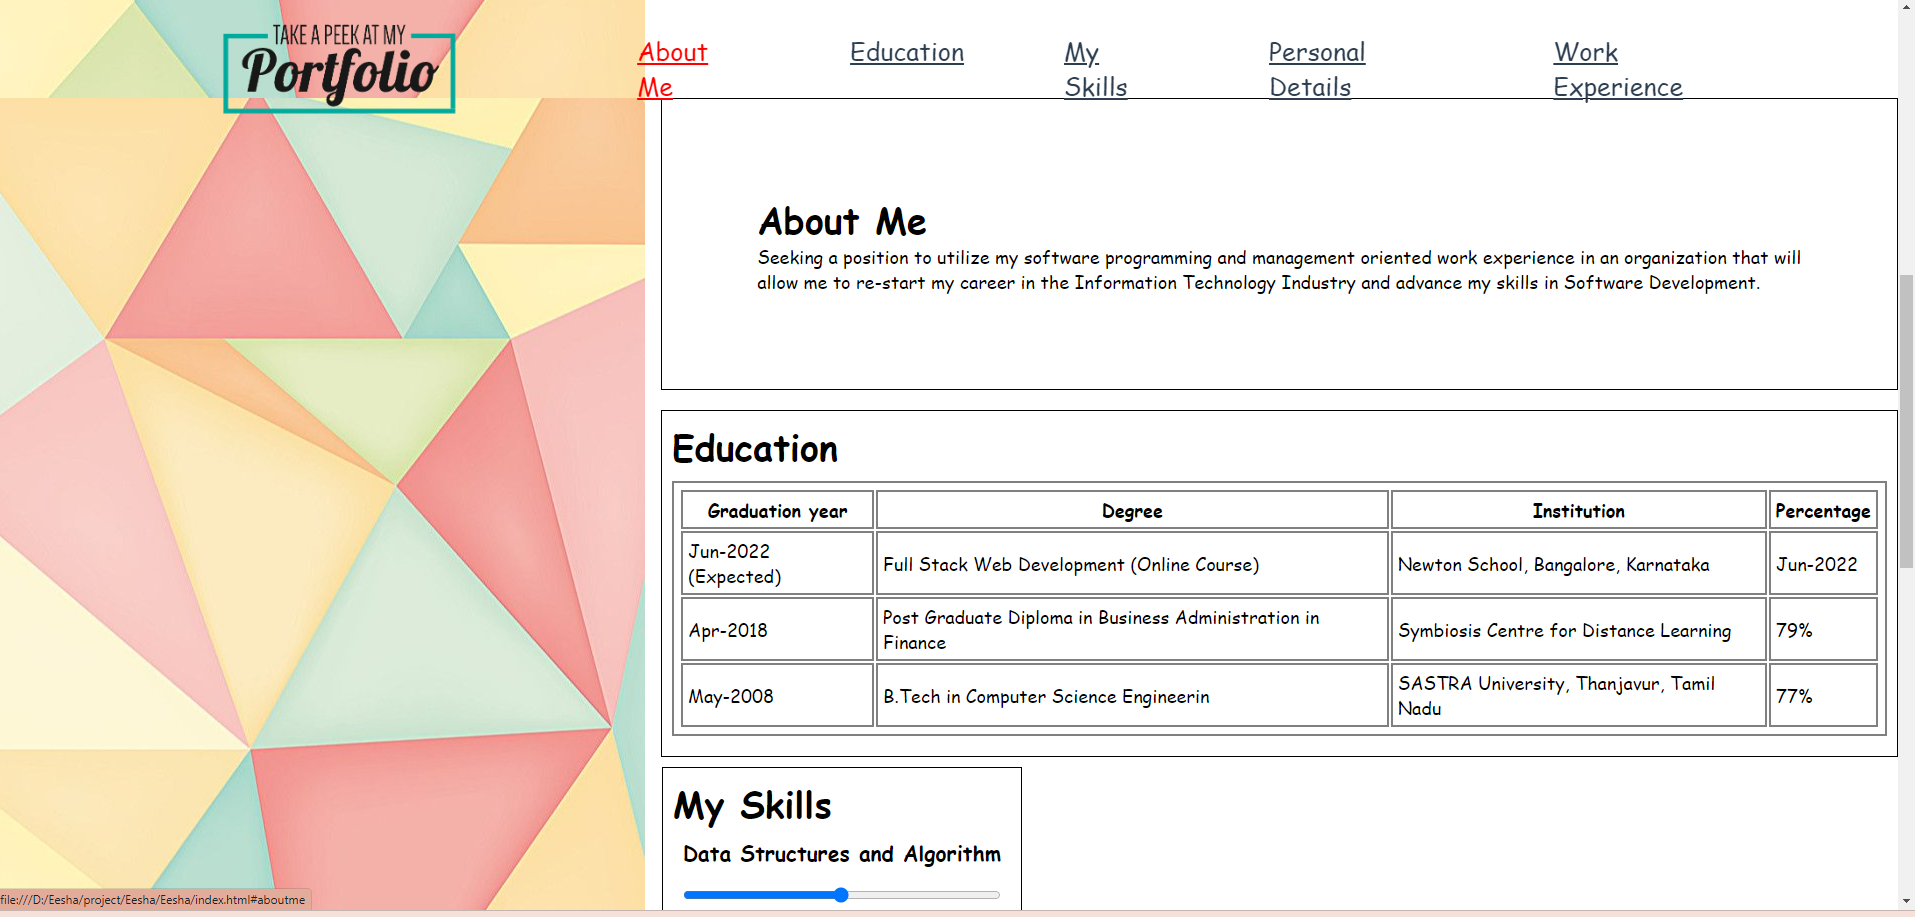 TAKE A PEEK AT MY
Portfolio
About
Me
Education
My
Skills
Personal
Details
Work
Experience
About Me
Seeking a position to utilize my software programming and management oriented work experience in an organization that will
allow me to re-start my career in the Information Technology Industry and advance my skills in Software Development.
Education
Graduation year Degree Institution Percentage
Jun-2022
(Expected)
Full Stack Web Development (Online Course)
Newton School, Bangalore, Karnataka
Jun-2022
Apr-2018
Post Graduate Diploma in Business Administration in
Finance
Symbiosis Centre for Distance Learning
79%
May-2008
B.Tech in Computer Science Engineerin
SASTRA University, Thanjavur, Tamil
Nadu
77%
My Skills
Data Structures and Algorithm
file:///D:/Eesha/project/Eesha/Eesha/index.html#aboutme